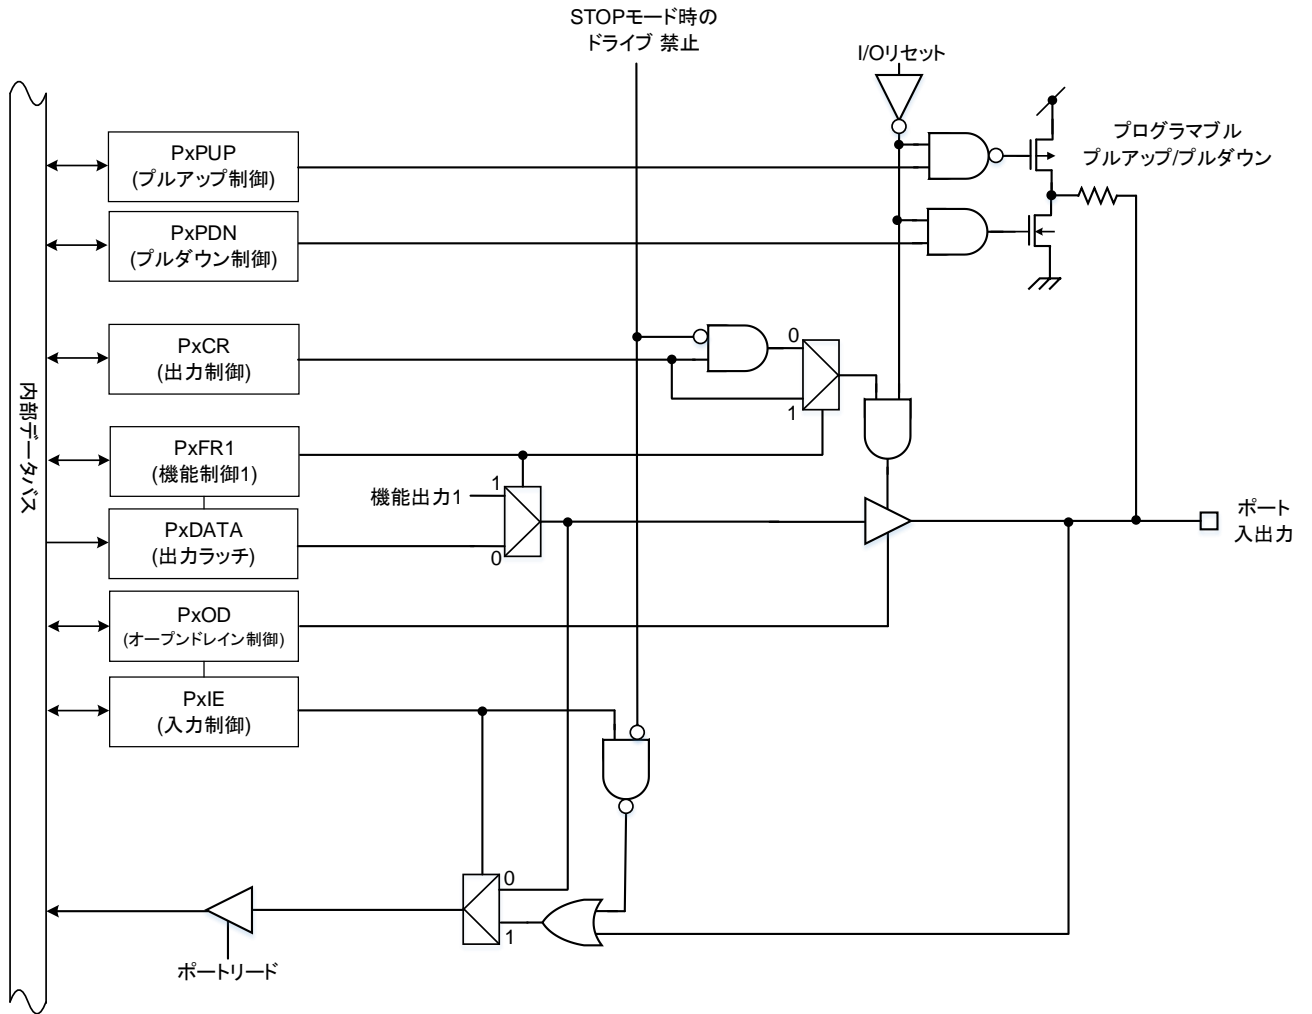 STOPモード時の
ドライブ 禁止
I/Oリセット
プログラマブル
プルアップ/プルダウン
PxPUP
(プルアップ制御)
PxPDN
(プルダウン制御)
PxCR
(出力制御)
0
1
内部データバス
PxFR1
(機能制御1)
機能出力1
1
0
PxDATA
(出力ラッチ)
ポート
入出力
PxOD
(オープンドレイン制御)
PxIE
(入力制御)
0
1
ポートリード